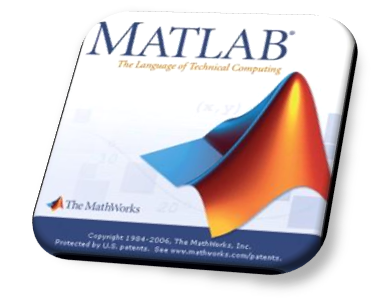 MATLAB®
The Language of Technical Computing
(x, y)
The MathWorks
Copyright 1984-2006, The MathWorks, Inc.
Protected by U.S. patents. See www.mathworks.com/patents.